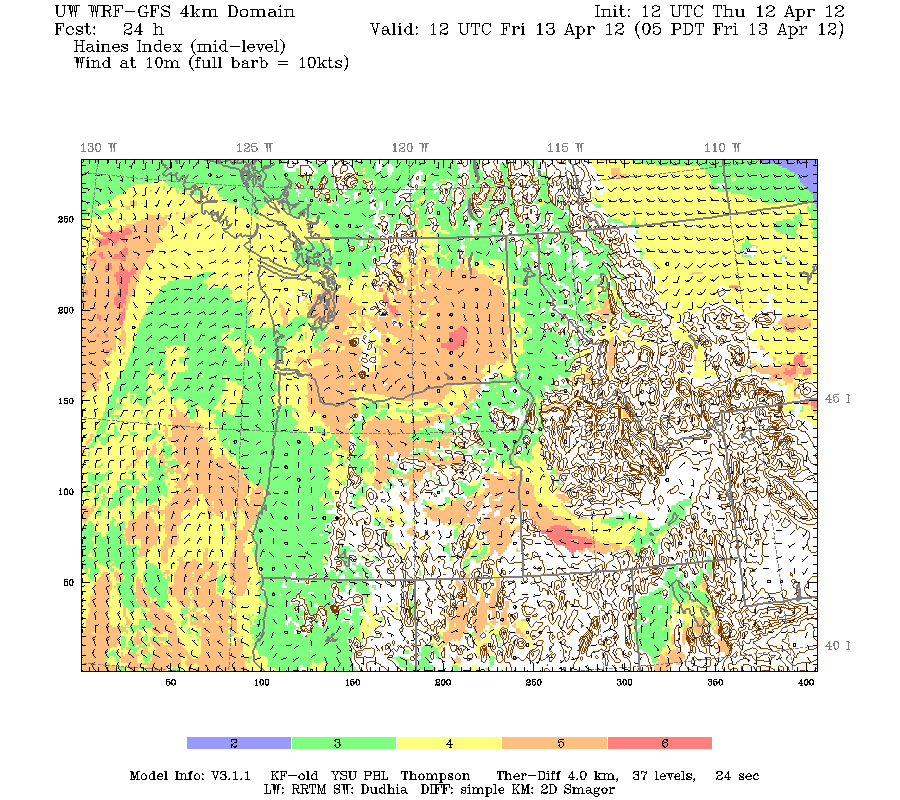 UW WRF-GFS 4km Domain Init: 12 UTC Thu 12 Apr 12
Fcst: 24 h Valid: 12 UTC Fri 13 Apr 12 (05 PDT Fri 13 Apr 12)
Haines Index (mid-level)
Wind at 10m (full barb = 10kts)
130 W 125 W 120 W 115 W 110 W
350
200
150 45
100
50
40
50 100 150 200 250 300 350 400
2 3 4 5 6
Model Info: V3.1.1 KF-old YSU PBL Thompson Ther-Diff 4.0 km, 37 levels, 24 sec
LW: RRTM SW: Dudhia DIFF: simple KM: 2D Smagor